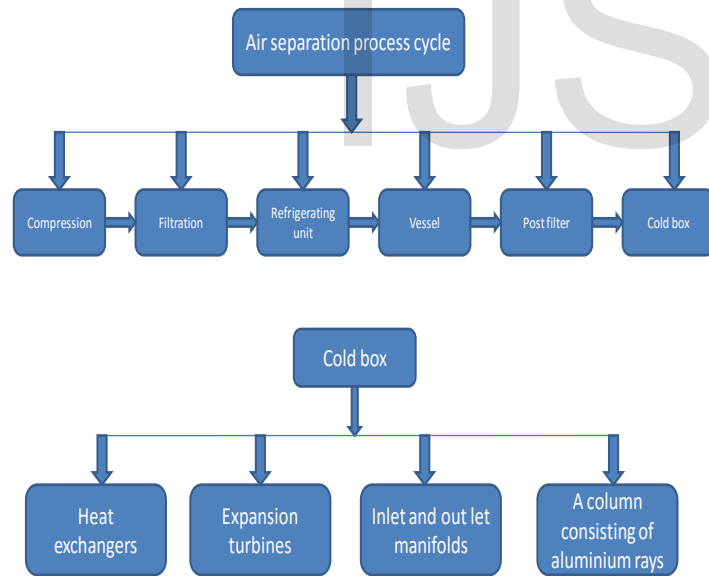 IJS
Air separation process cycle
Compression
Filtration
Refrigerating
unit
Vessel
Post filter
Cold box
Cold box
Heat
exchangers
Expansion
turbines
Inlet and out let
manifolds
A column
consisting of
aluminium rays